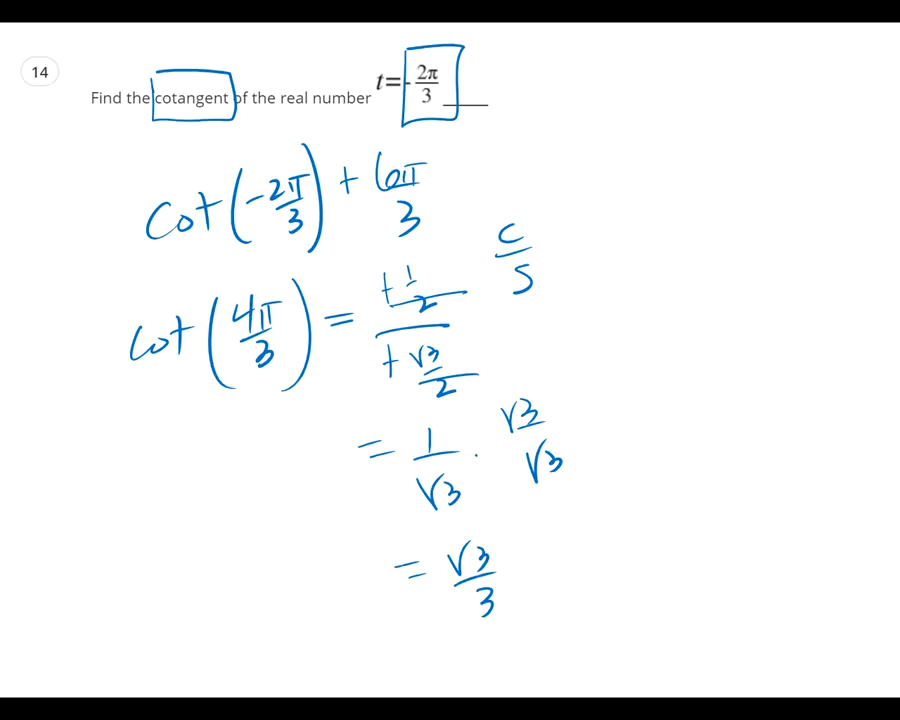 14
Find the cotangent of the real number t=-2π/3 _____
cot(-2π/3) + 6π/3
c/s
cot(4π/3) = (+1/2)/(+√3/2)
= 1/√3 · √3/√3
= √3/3